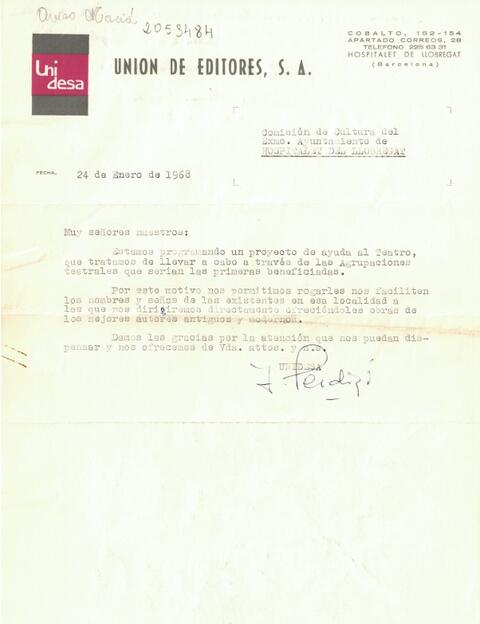 2053484
COBALTO, 152-154
APARTADO CORREOS, 28
TELEFONO 225 63 31
HOSPITALET DE LLOBREGAT
(Barcelona)
Uni
desa
UNION DE EDITORES, S. A.
Comisión de Cultura del
Exmo. Ayuntamiento de
HOSPITALET DEL LLOBREGAT
FECHA. 24 de Enero de 1968
Muy señores nuestros:
Estamos programando un proyecto de ayuda al Teatro,
que tratamos de llevar a cabo a través de las Agrupaciones
teatrales que serían las primeras beneficiadas.
Por este motivo nos permitimos rogarles nos faciliten
los nombres y señas de las existentes en esa localidad a
las que nos dirigiremos directamente ofreciéndoles obras de
los mejores autores antiguos y modernos.
Damos las gracias por la atención que nos puedan dis-
pensar y nos ofrecemos de Vds. attos. y s.s.
UNIDESA